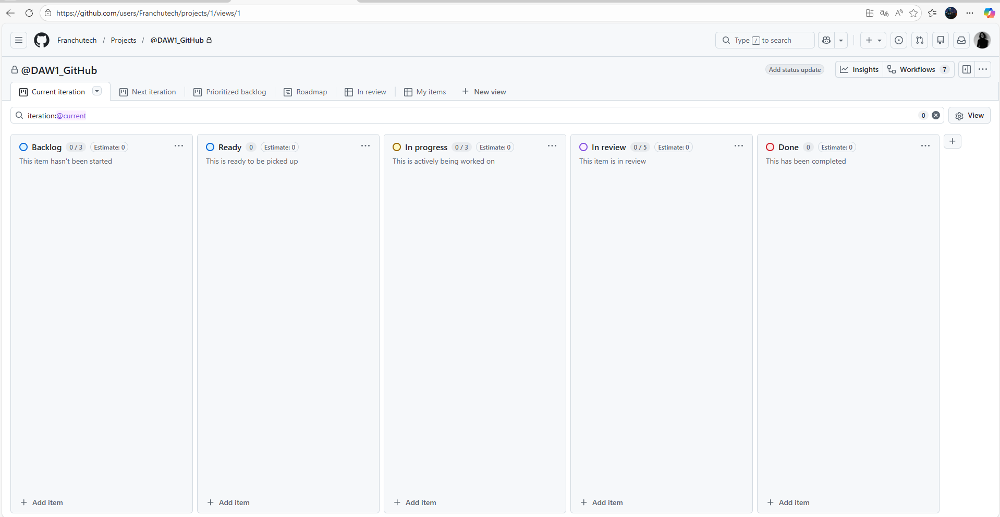 https://github.com/users/Franchutech/projects/1/views/1
Franchutech / Projects / @DAW1_GitHub
Type / to search
@DAW1_GitHub
Add status update
Insights
Workflows 7
Current iteration
Next iteration
Prioritized backlog
Roadmap
In review
My items
New view
iteration:@current
0
View
Backlog 0 / 3 Estimate: 0
This item hasn't been started
Add item
Ready 0 Estimate: 0
This is ready to be picked up
Add item
In progress 0 / 3 Estimate: 0
This is actively being worked on
Add item
In review 0 / 5 Estimate: 0
This item is in review
Add item
Done 0 Estimate: 0
This has been completed
Add item